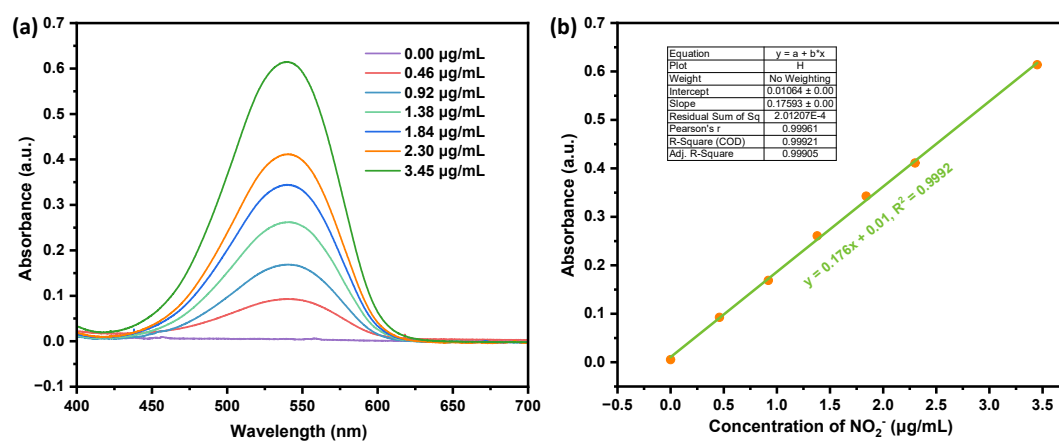 (a)
0.7
0.6
0.5
0.4
0.3
0.2
0.1
0.0
−0.1
Absorbance (a.u.)
400 450 500 550 600 650 700
Wavelength (nm)
0.00 µg/mL
0.46 µg/mL
0.92 µg/mL
1.38 µg/mL
1.84 µg/mL
2.30 µg/mL
3.45 µg/mL
(b)
0.7
0.6
0.5
0.4
0.3
0.2
0.1
0.0
Absorbance (a.u.)
−0.5 0.0 0.5 1.0 1.5 2.0 2.5 3.0 3.5
Concentration of NO₂⁻ (µg/mL)
Equation y = a + b*x
Plot H
Weight No Weighting
Intercept 0.01064 ± 0.00
Slope 0.17593 ± 0.00
Residual Sum of Sq 2.01207E-4
Pearson's r 0.99961
R-Square (COD) 0.99921
Adj. R-Square 0.99905
y = 0.176x + 0.01, R² = 0.9992